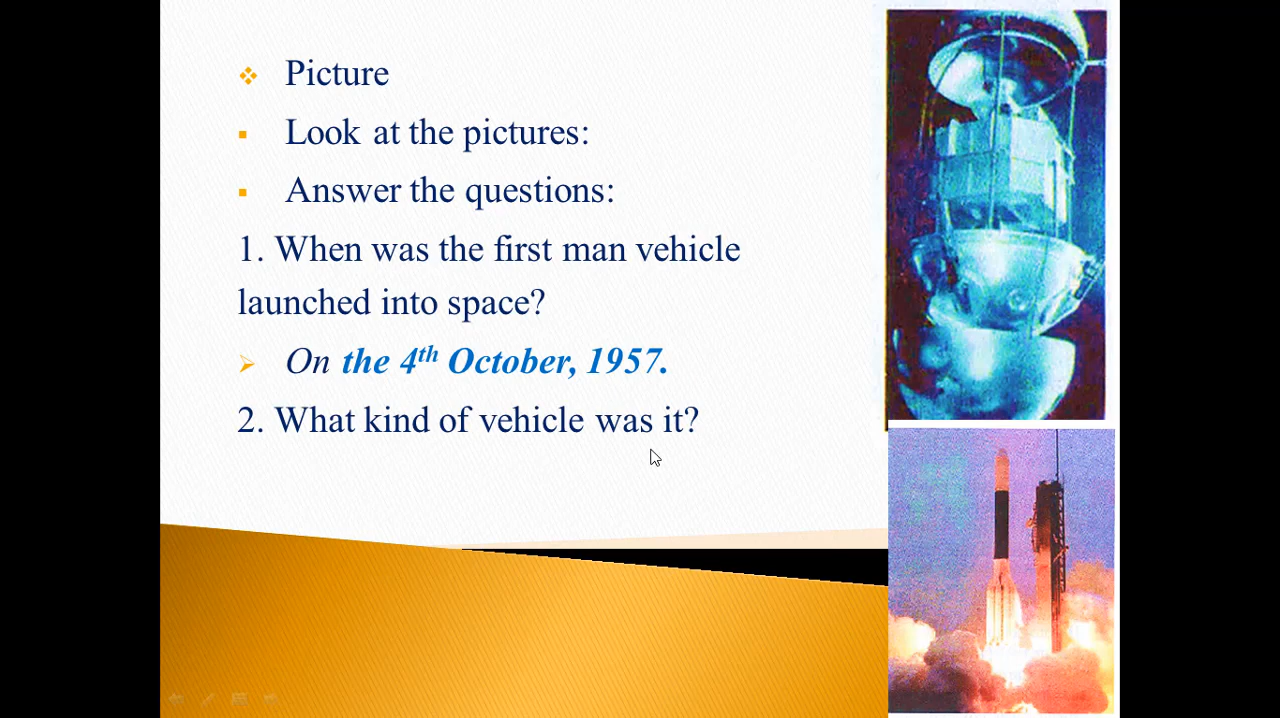 Picture
Look at the pictures:
Answer the questions:
1. When was the first man vehicle
launched into space?
On the 4th October, 1957.
2. What kind of vehicle was it?